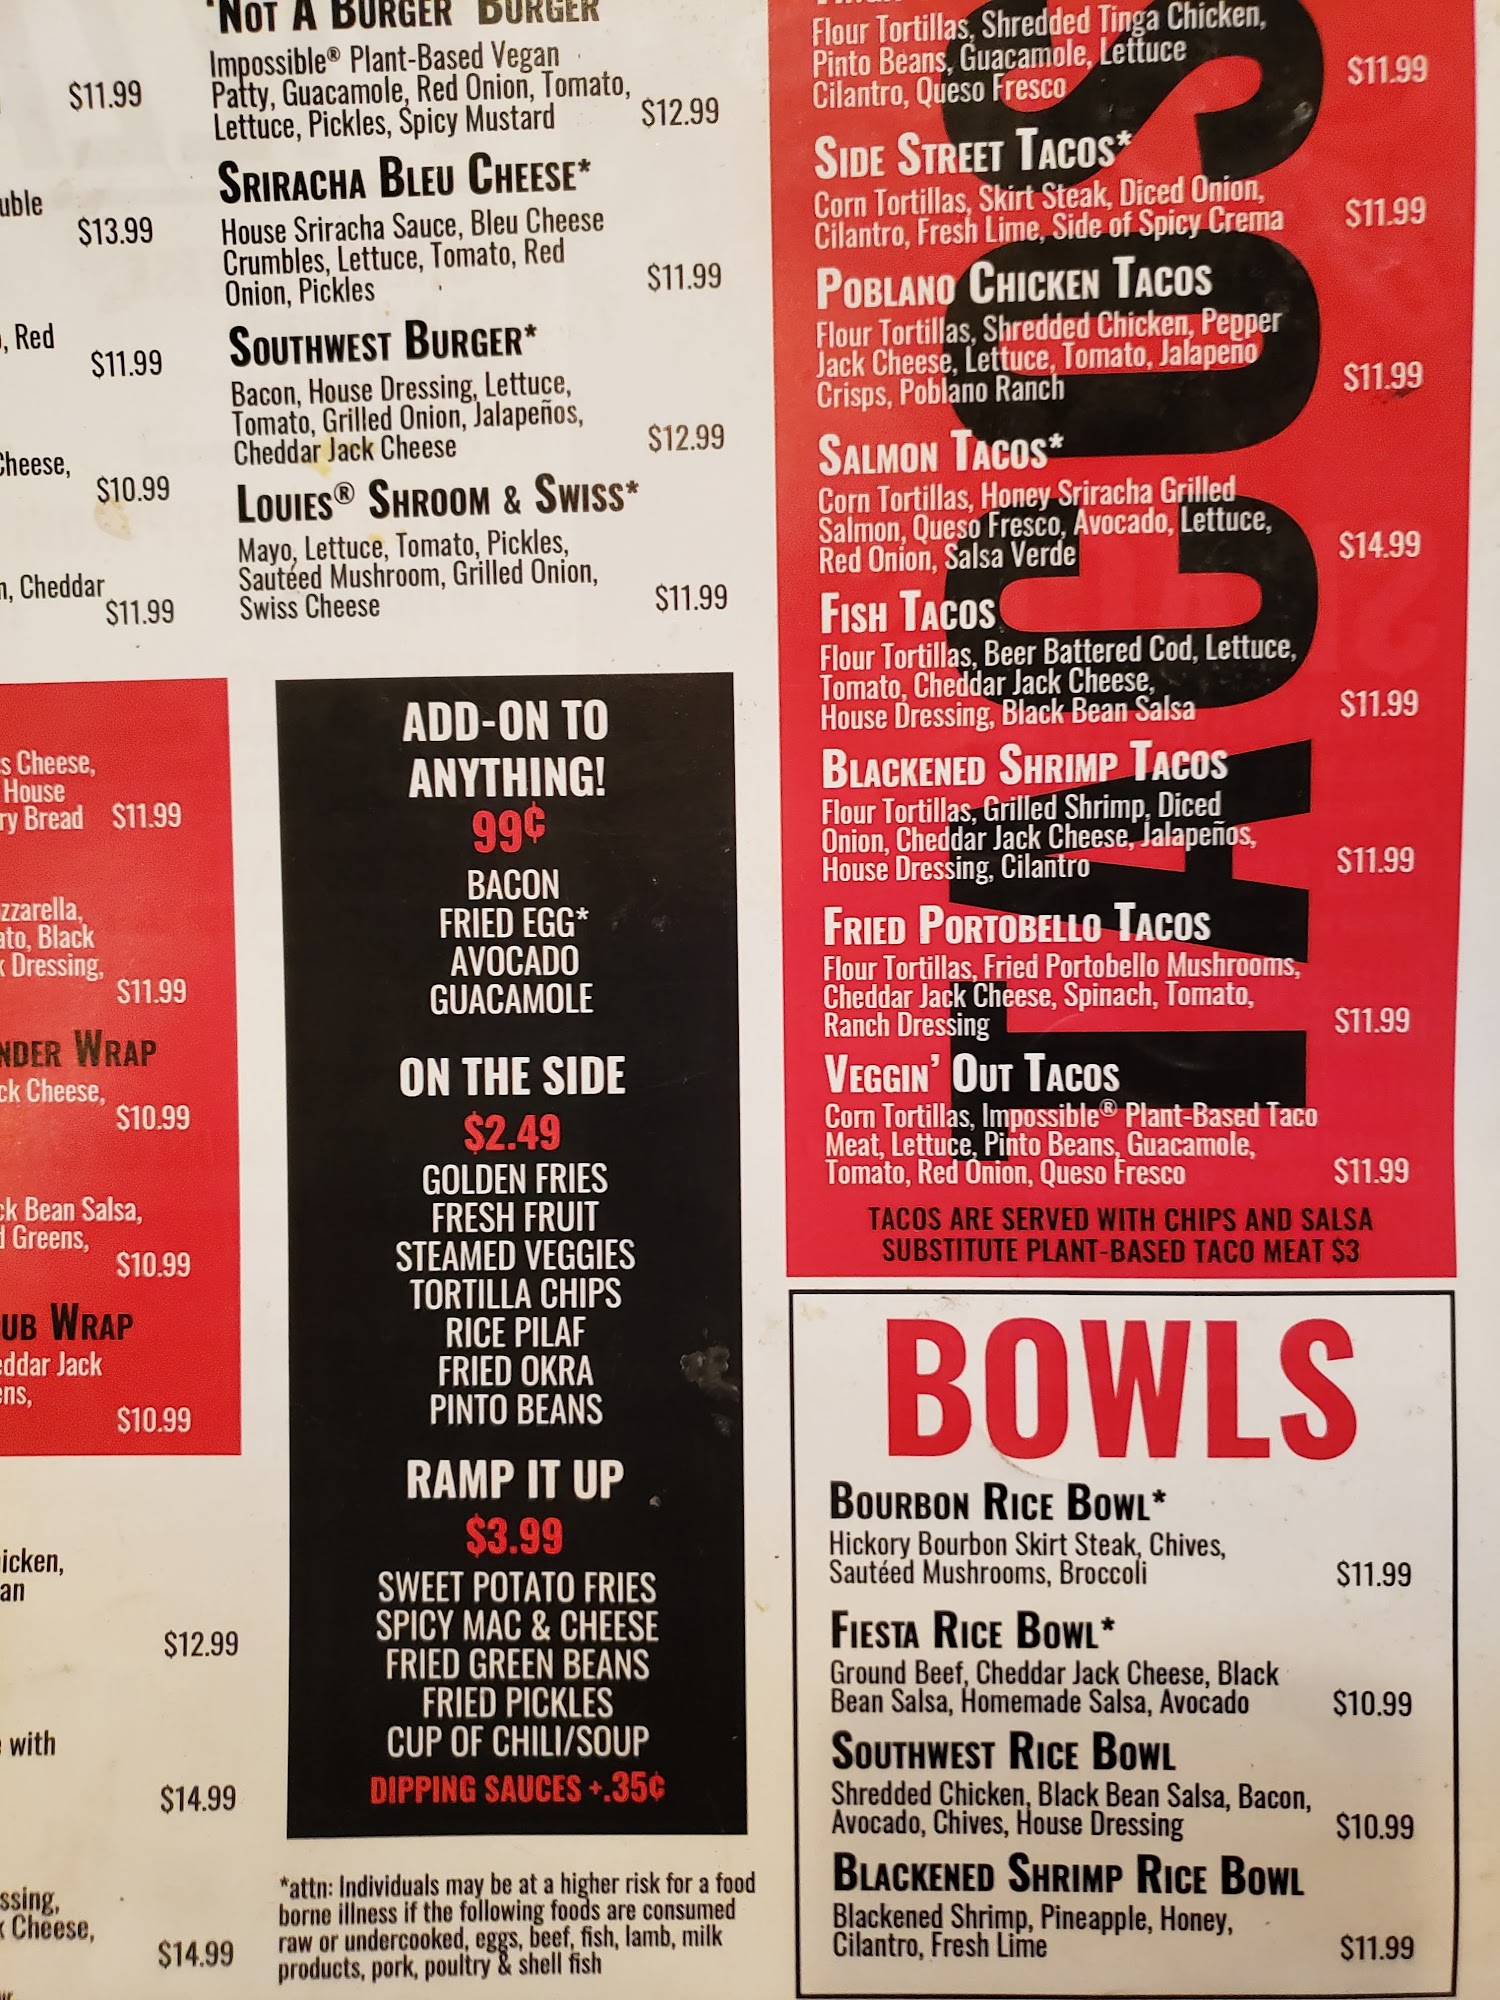 $11.99
uble
$13.99
, Red
$11.99
Cheese,
$10.99
, Cheddar
$11.99
s Cheese,
House
ry Bread $11.99
zzarella,
ato, Black
Dressing,
$11.99
NDER WRAP
ck Cheese,
$10.99
ck Bean Salsa,
d Greens,
$10.99
UB WRAP
eddar Jack
ens,
$10.99
icken,
an
$12.99
with
$14.99
ssing,
Cheese,
$14.99
"NOT A BURGER" BURGER
Impossible® Plant-Based Vegan
Patty, Guacamole, Red Onion, Tomato,
Lettuce, Pickles, Spicy Mustard $12.99
SRIRACHA BLEU CHEESE*
House Sriracha Sauce, Bleu Cheese
Crumbles, Lettuce, Tomato, Red
Onion, Pickles $11.99
SOUTHWEST BURGER*
Bacon, House Dressing, Lettuce,
Tomato, Grilled Onion, Jalapeños,
Cheddar Jack Cheese $12.99
LOUIES® SHROOM & SWISS*
Mayo, Lettuce, Tomato, Pickles,
Sautéed Mushroom, Grilled Onion,
Swiss Cheese $11.99
ADD-ON TO
ANYTHING!
99¢
BACON
FRIED EGG*
AVOCADO
GUACAMOLE
ON THE SIDE
$2.49
GOLDEN FRIES
FRESH FRUIT
STEAMED VEGGIES
TORTILLA CHIPS
RICE PILAF
FRIED OKRA
PINTO BEANS
RAMP IT UP
$3.99
SWEET POTATO FRIES
SPICY MAC & CHEESE
FRIED GREEN BEANS
FRIED PICKLES
CUP OF CHILI/SOUP
DIPPING SAUCES +.35¢
*attn: Individuals may be at a higher risk for a food
borne illness if the following foods are consumed
raw or undercooked, eggs, beef, fish, lamb, milk
products, pork, poultry & shell fish
TACOS
Flour Tortillas, Shredded Tinga Chicken,
Pinto Beans, Guacamole, Lettuce
Cilantro, Queso Fresco $11.99
SIDE STREET TACOS*
Corn Tortillas, Skirt Steak, Diced Onion,
Cilantro, Fresh Lime, Side of Spicy Crema $11.99
POBLANO CHICKEN TACOS
Flour Tortillas, Shredded Chicken, Pepper
Jack Cheese, Lettuce, Tomato, Jalapeño
Crisps, Poblano Ranch $11.99
SALMON TACOS*
Corn Tortillas, Honey Sriracha Grilled
Salmon, Queso Fresco, Avocado, Lettuce,
Red Onion, Salsa Verde $14.99
FISH TACOS
Flour Tortillas, Beer Battered Cod, Lettuce,
Tomato, Cheddar Jack Cheese,
House Dressing, Black Bean Salsa $11.99
BLACKENED SHRIMP TACOS
Flour Tortillas, Grilled Shrimp, Diced
Onion, Cheddar Jack Cheese, Jalapeños,
House Dressing, Cilantro $11.99
FRIED PORTOBELLO TACOS
Flour Tortillas, Fried Portobello Mushrooms,
Cheddar Jack Cheese, Spinach, Tomato,
Ranch Dressing $11.99
VEGGIN' OUT TACOS
Corn Tortillas, Impossible® Plant-Based Taco
Meat, Lettuce, Pinto Beans, Guacamole,
Tomato, Red Onion, Queso Fresco $11.99
TACOS ARE SERVED WITH CHIPS AND SALSA
SUBSTITUTE PLANT-BASED TACO MEAT $3
BOWLS
BOURBON RICE BOWL*
Hickory Bourbon Skirt Steak, Chives,
Sautéed Mushrooms, Broccoli $11.99
FIESTA RICE BOWL*
Ground Beef, Cheddar Jack Cheese, Black
Bean Salsa, Homemade Salsa, Avocado $10.99
SOUTHWEST RICE BOWL
Shredded Chicken, Black Bean Salsa, Bacon,
Avocado, Chives, House Dressing $10.99
BLACKENED SHRIMP RICE BOWL
Blackened Shrimp, Pineapple, Honey,
Cilantro, Fresh Lime $11.99